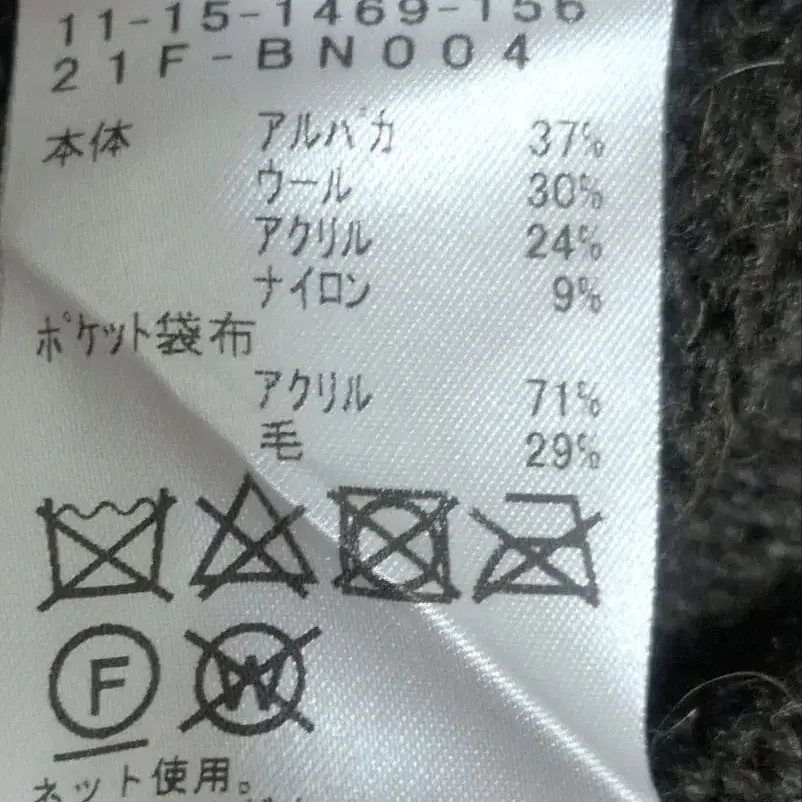 11-15-1469-156
21F-BN004
本体 アルパカ 37%
ウール 30%
アクリル 24%
ナイロン 9%
ポケット袋布
アクリル 71%
毛 29%
F W
ネット使用。